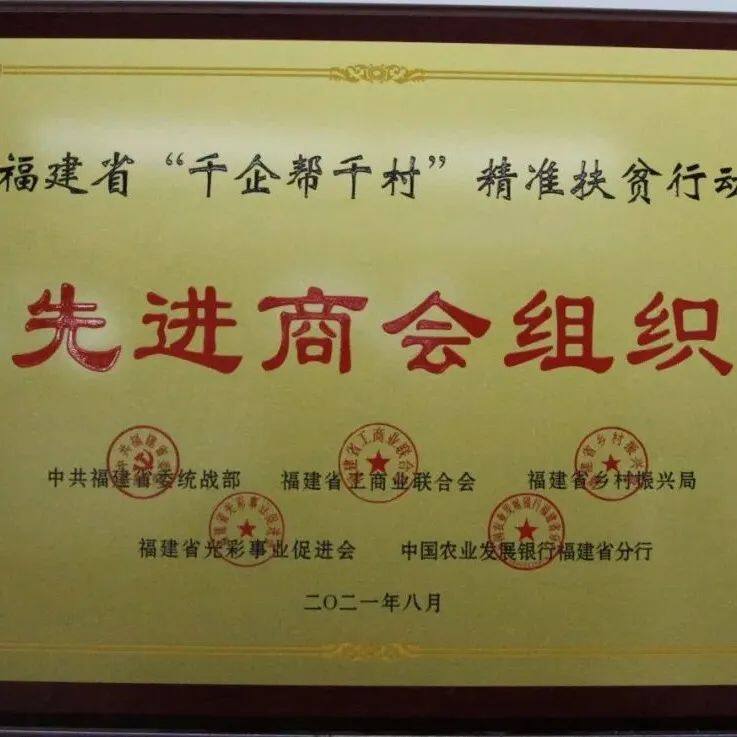 福建省“千企帮千村”精准扶贫行动
先进商会组织
中共福建省委统战部 福建省工商业联合会 福建省乡村振兴局
福建省光彩事业促进会 中国农业发展银行福建省分行
二〇二一年八月